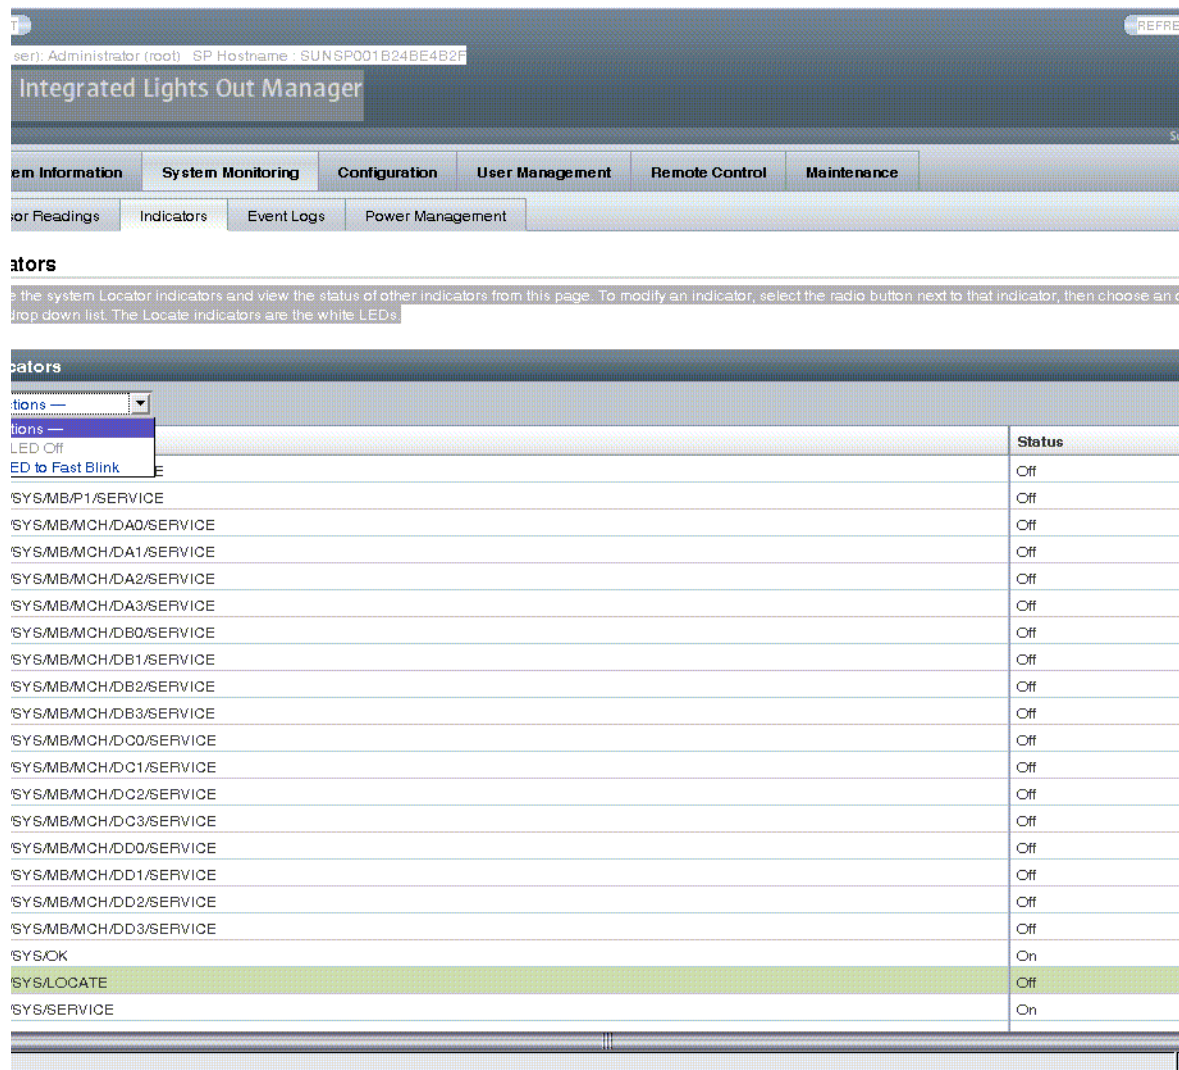 T REFRE
ser): Administrator (root) SP Hostname : SUNSP001B24BE4B2F
Integrated Lights Out Manager
Su
em Information System Monitoring Configuration User Management Remote Control Maintenance
or Readings Indicators Event Logs Power Management
ators
e the system Locator indicators and view the status of other indicators from this page. To modify an indicator, select the radio button next to that indicator, then choose an
drop down list. The Locate indicators are the white LEDs.
cators
ctions —
tions —
LED Off
ED to Fast Blink
Status
E Off
/SYS/MB/P1/SERVICE Off
/SYS/MB/MCH/DA0/SERVICE Off
/SYS/MB/MCH/DA1/SERVICE Off
/SYS/MB/MCH/DA2/SERVICE Off
/SYS/MB/MCH/DA3/SERVICE Off
/SYS/MB/MCH/DB0/SERVICE Off
/SYS/MB/MCH/DB1/SERVICE Off
/SYS/MB/MCH/DB2/SERVICE Off
/SYS/MB/MCH/DB3/SERVICE Off
/SYS/MB/MCH/DC0/SERVICE Off
/SYS/MB/MCH/DC1/SERVICE Off
/SYS/MB/MCH/DC2/SERVICE Off
/SYS/MB/MCH/DC3/SERVICE Off
/SYS/MB/MCH/DD0/SERVICE Off
/SYS/MB/MCH/DD1/SERVICE Off
/SYS/MB/MCH/DD2/SERVICE Off
/SYS/MB/MCH/DD3/SERVICE Off
/SYS/OK On
/SYS/LOCATE Off
/SYS/SERVICE On